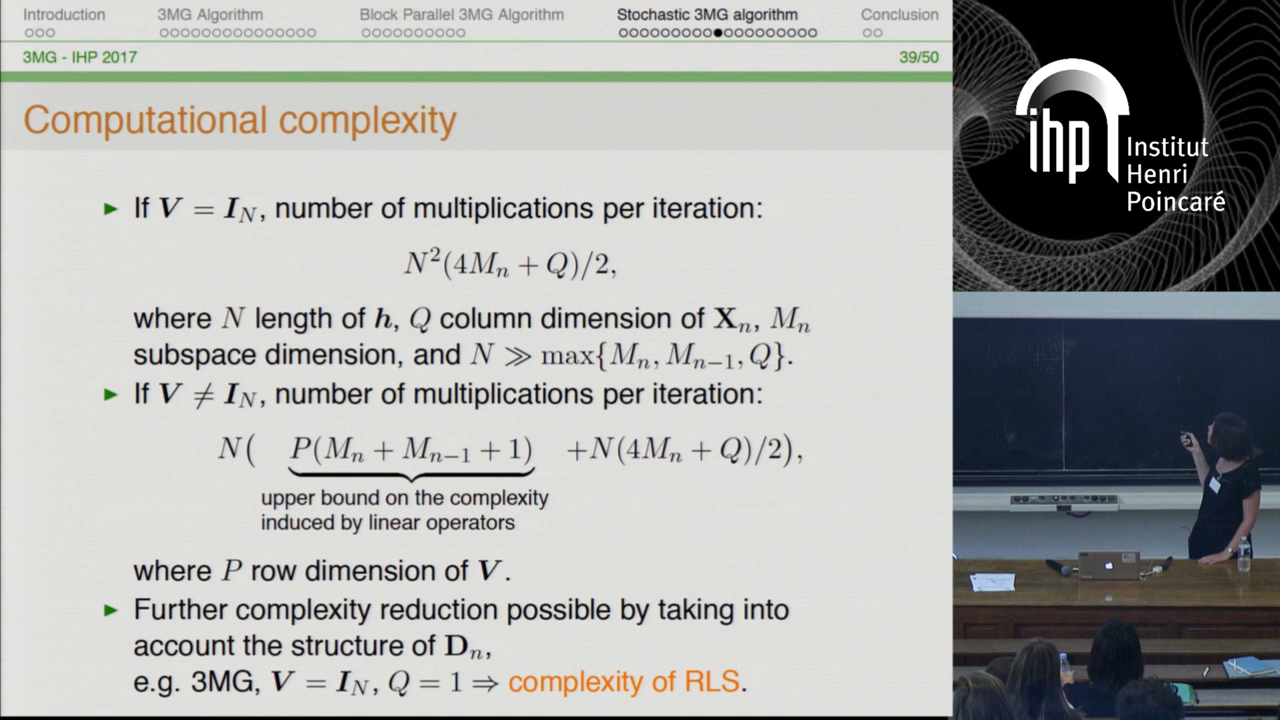 Introduction 3MG Algorithm Block Parallel 3MG Algorithm Stochastic 3MG algorithm Conclusion
3MG - IHP 2017 39/50
Computational complexity
► If V = I_N, number of multiplications per iteration:
N²(4M_n + Q)/2,
where N length of h, Q column dimension of X_n, M_n
subspace dimension, and N ≫ max{M_n, M_{n−1}, Q}.
► If V ≠ I_N, number of multiplications per iteration:
N( P(M_n + M_{n−1} + 1) +N(4M_n + Q)/2),
upper bound on the complexity
induced by linear operators
where P row dimension of V.
► Further complexity reduction possible by taking into
account the structure of D_n,
e.g. 3MG, V = I_N, Q = 1 ⇒ complexity of RLS.
ihp
Institut
Henri
Poincaré